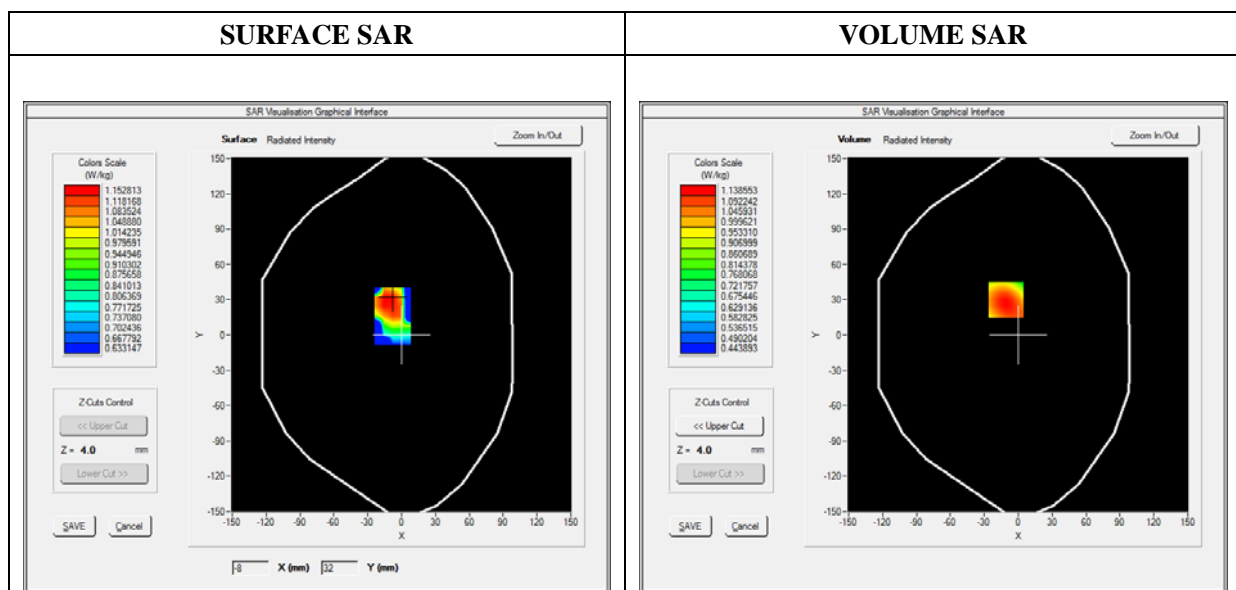 SURFACE SAR
VOLUME SAR
SAR Visualisation Graphical Interface
Surface Radiated Intensity
Zoom In/Out
Colors Scale
(W/kg)
1.152813
1.118168
1.083524
1.048880
1.014235
0.979591
0.944946
0.910302
0.875658
0.841013
0.806369
0.771725
0.737080
0.702436
0.667792
0.633147
Z-Cuts Control
<< Upper Cut
Z = 4.0 mm
Lower Cut >>
SAVE Cancel
150
120
90
60
30
0
-30
-60
-90
-120
-150
Y
-150 -120 -90 -60 -30 0 30 60 90 120 150
X
-8 X (mm) 32 Y (mm)
SAR Visualisation Graphical Interface
Volume Radiated Intensity
Zoom In/Out
Colors Scale
(W/kg)
1.138553
1.092242
1.045931
0.999621
0.953310
0.906999
0.860689
0.814378
0.768068
0.721757
0.675446
0.629136
0.582825
0.536515
0.490204
0.443893
Z-Cuts Control
<< Upper Cut
Z = 4.0 mm
Lower Cut >>
SAVE Cancel
150
120
90
60
30
0
-30
-60
-90
-120
-150
Y
-150 -120 -90 -60 -30 0 30 60 90 120 150
X